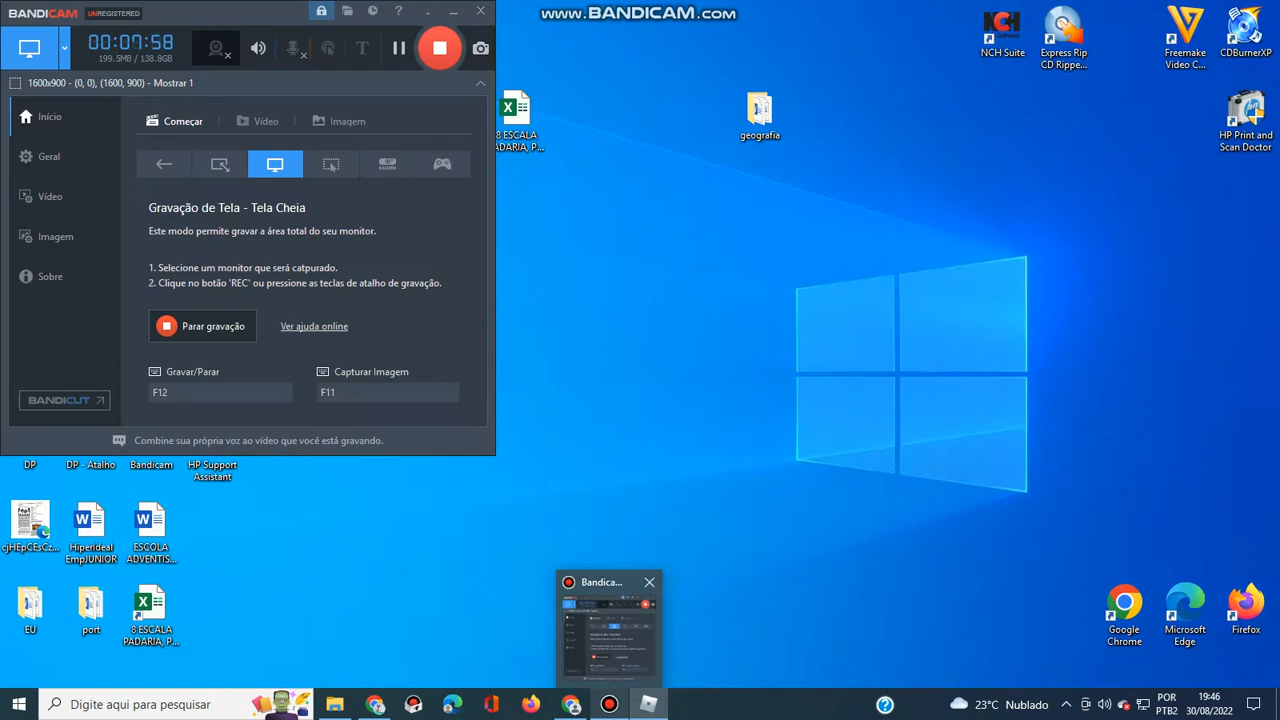 BANDICAM UNREGISTERED
www.BANDICAM.com
00:07:58
199.5MB / 138.8GB
1600x900 - (0, 0), (1600, 900) - Mostrar 1
Início
Geral
Vídeo
Imagem
Sobre
BANDICUT
Começar
Vídeo
Imagem
HDMI
Gravação de Tela - Tela Cheia
Este modo permite gravar a área total do seu monitor.
1. Selecione um monitor que será catpurado.
2. Clique no botão 'REC' ou pressione as teclas de atalho de gravação.
Parar gravação
Ver ajuda online
Gravar/Parar
F12
Capturar Imagem
F11
Combine sua própria voz ao vídeo que você está gravando.
8 ESCALA
PADARIA, P...
geografia
NCH Suite
Express Rip
CD Rippe...
Freemake
Video C...
CDBurnerXP
HP Print and
Scan Doctor
DP
DP - Atalho
Bandicam
HP Support
Assistant
cjHEpCEsCz...
Hiperideal
EmpJUNIOR
ESCOLA
ADVENTIS...
EU
port
8 ESCALA
PADARIA, P...
Bandica...
Google
Chrome
Microsoft
Edge
Firefox
Digite aqui para pesquisar
23°C Nublado
POR
PTB2
19:46
30/08/2022